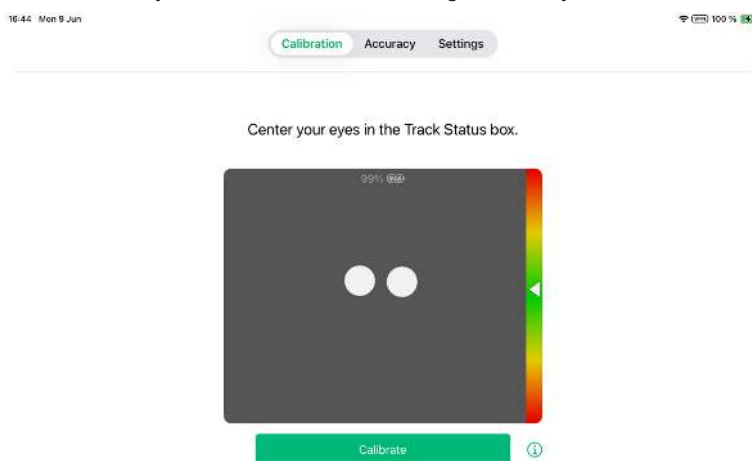 16:44 Mon 9 Jun
100 %
Calibration Accuracy Settings
Center your eyes in the Track Status box.
99%
Calibrate